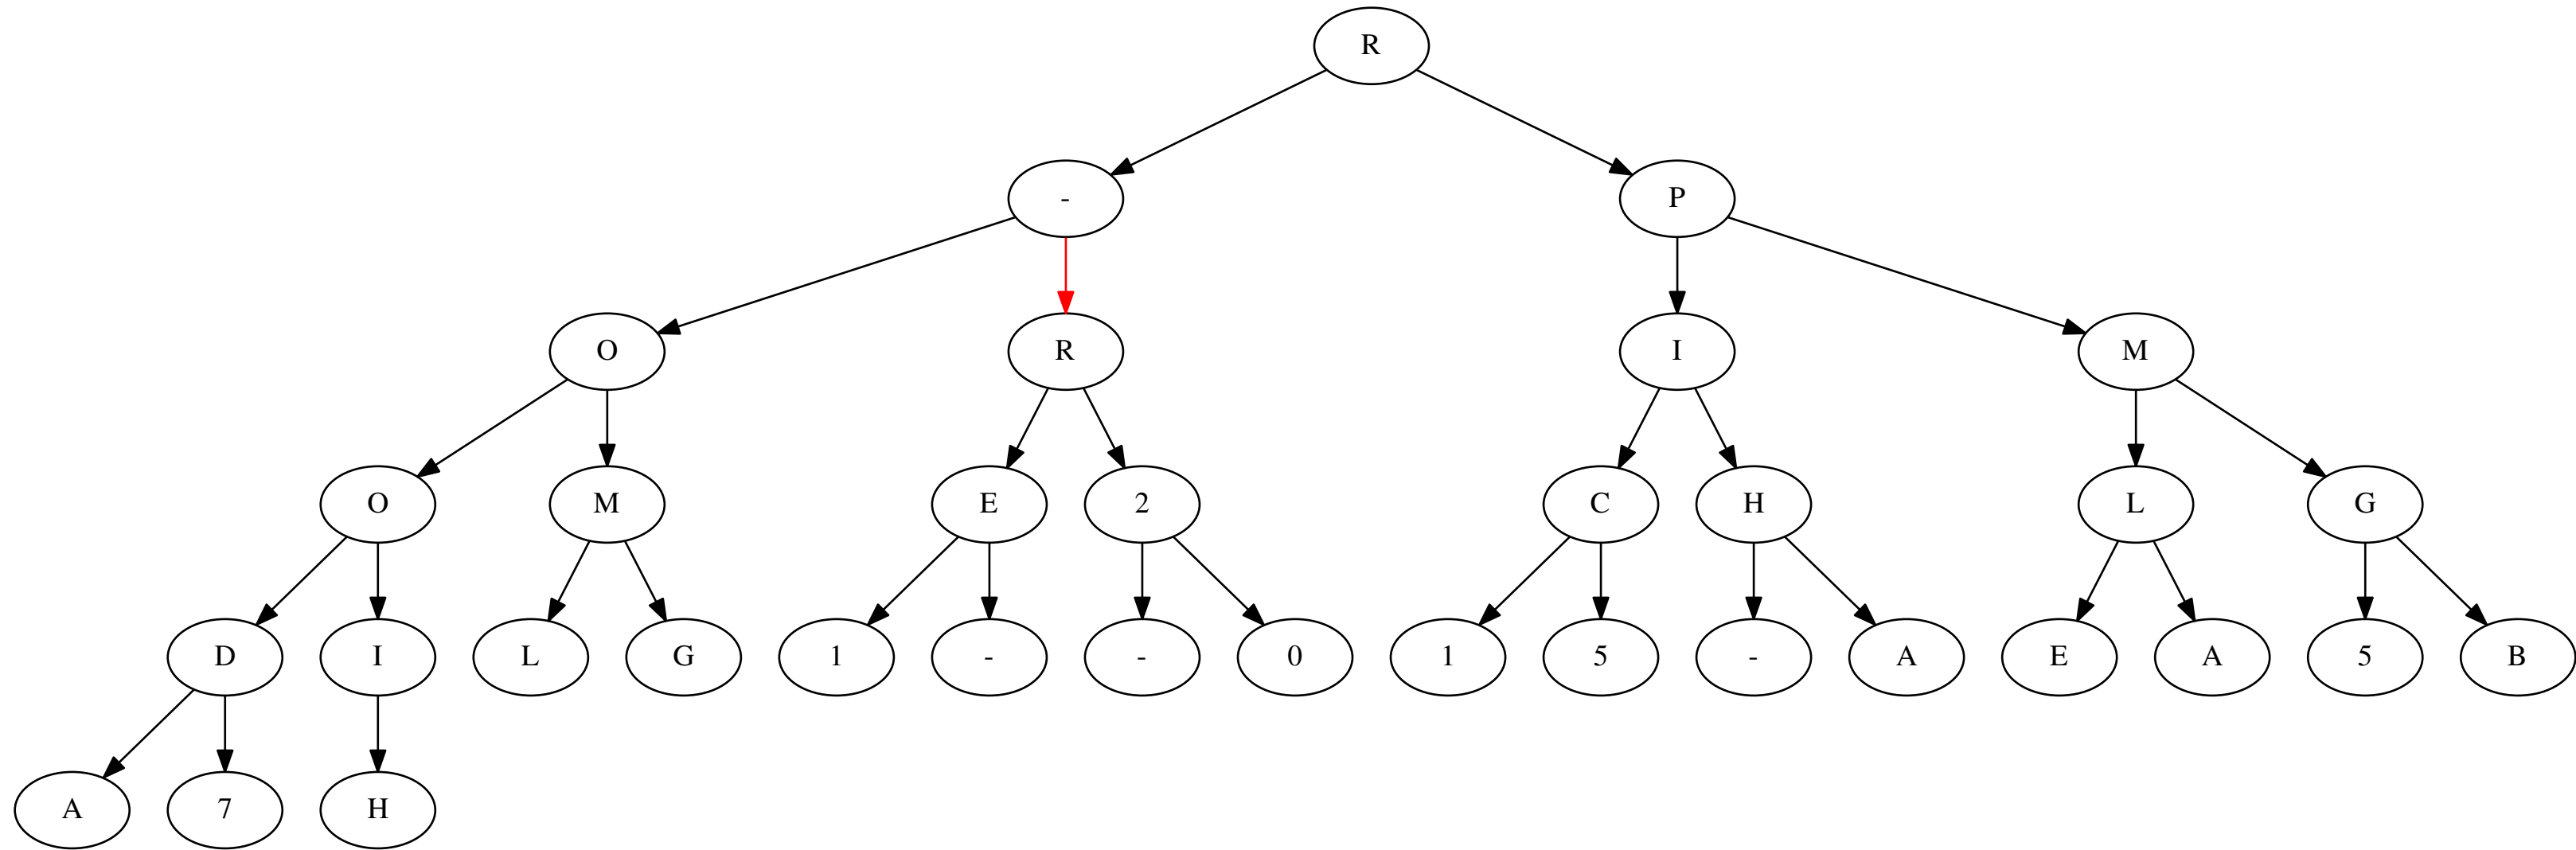 R
- P
O R I M
O M E 2 C H L G
D I L G 1 - - 0 1 5 - A E A 5 B
A 7 H